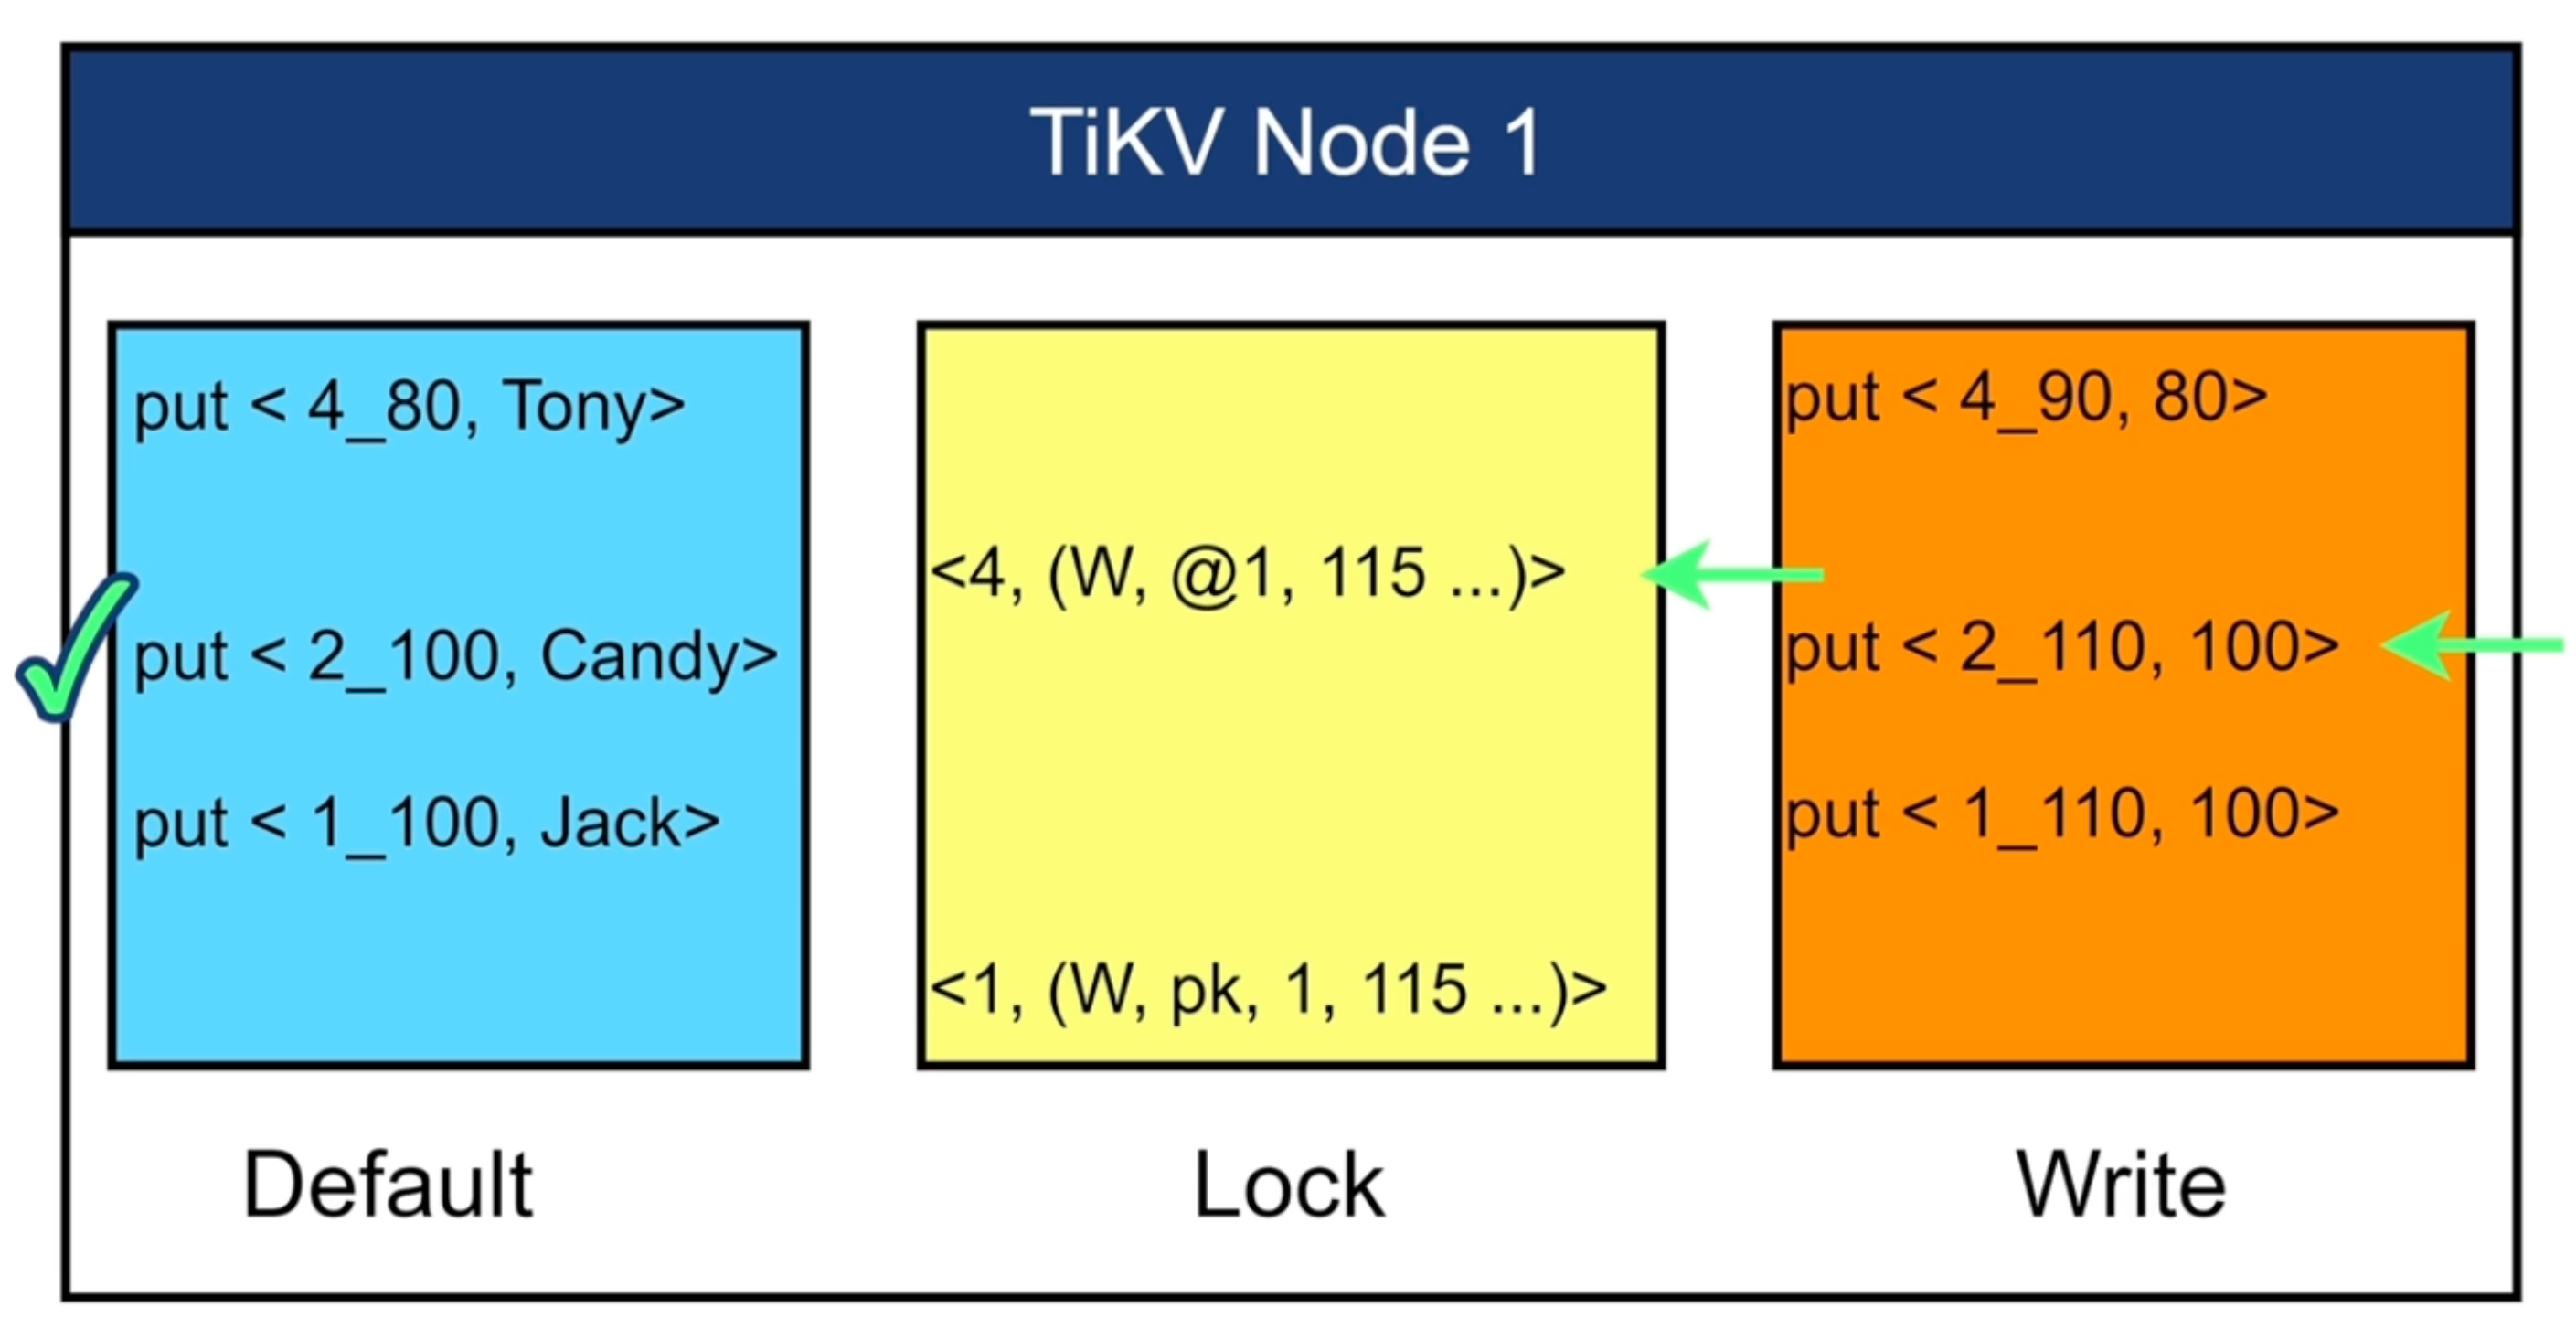 TiKV Node 1
put < 4_80, Tony>
put < 2_100, Candy>
put < 1_100, Jack>
Default
<4, (W, @1, 115 ...)>
<1, (W, pk, 1, 115 ...)>
Lock
put < 4_90, 80>
put < 2_110, 100>
put < 1_110, 100>
Write